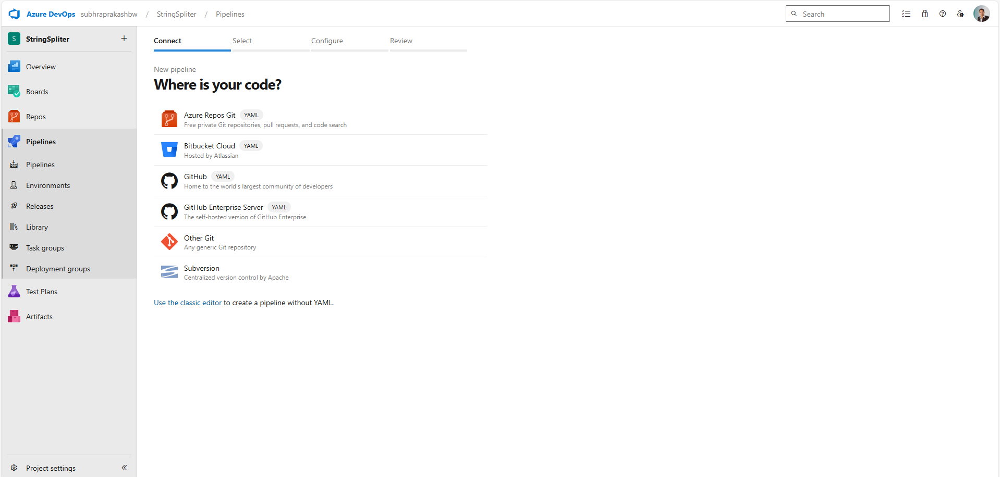 Azure DevOps subhraprakashbw / StringSpliter / Pipelines
Search
S StringSpliter +
Overview
Boards
Repos
Pipelines
Pipelines
Environments
Releases
Library
Task groups
Deployment groups
Test Plans
Artifacts
Project settings
Connect Select Configure Review
New pipeline
Where is your code?
Azure Repos Git YAML
Free private Git repositories, pull requests, and code search
Bitbucket Cloud YAML
Hosted by Atlassian
GitHub YAML
Home to the world's largest community of developers
GitHub Enterprise Server YAML
The self-hosted version of GitHub Enterprise
Other Git
Any generic Git repository
Subversion
Centralized version control by Apache
Use the classic editor to create a pipeline without YAML.